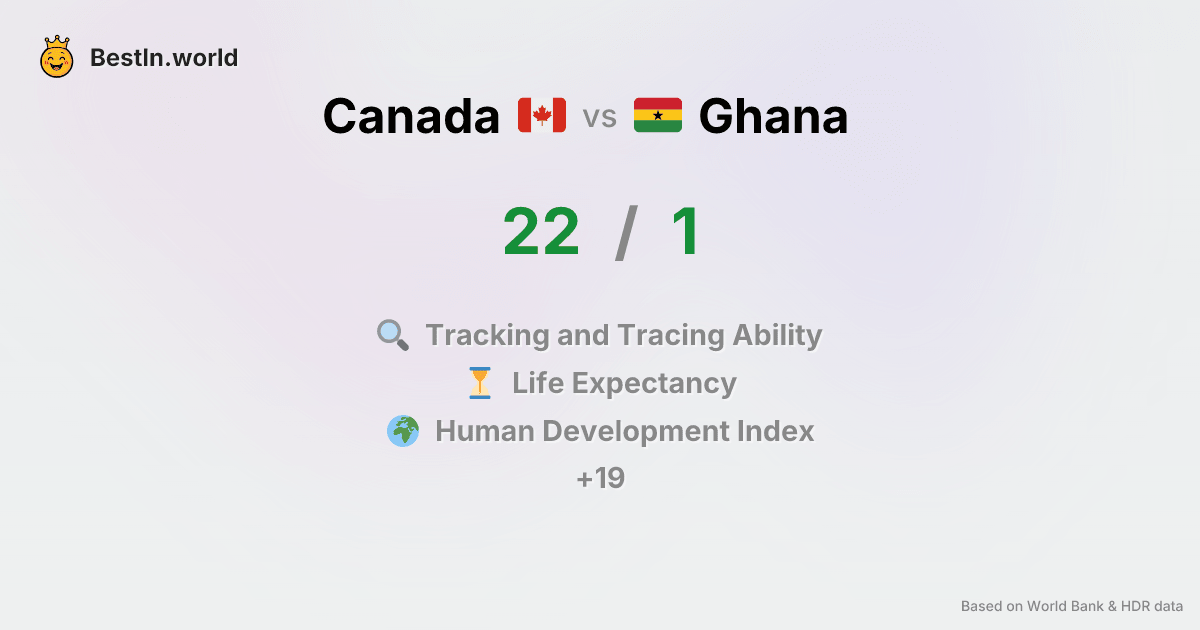 BestIn.world
Canada vs Ghana
22 / 1
Tracking and Tracing Ability
Life Expectancy
Human Development Index
+19
Based on World Bank & HDR data